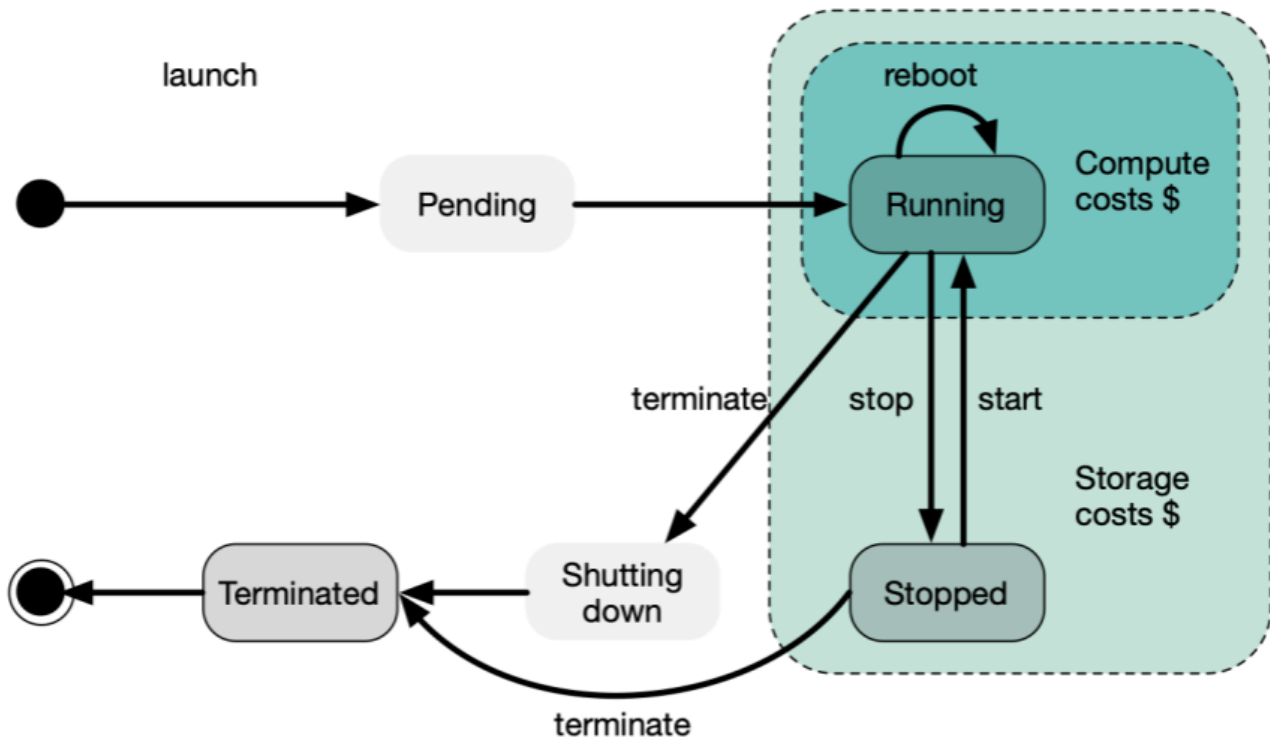 launch
reboot
Pending
Running
Compute
costs $
terminate
stop
start
Storage
costs $
Terminated
Shutting
down
Stopped
terminate